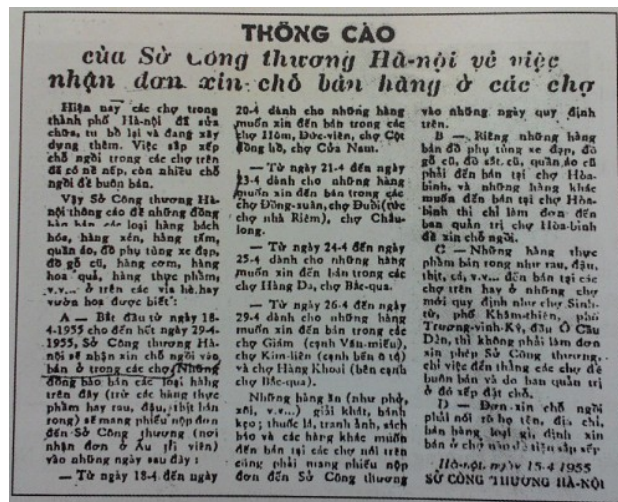 THÔNG CÁO
của Sở Công thương Hà-nội về việc
nhận đơn xin chỗ bán hàng ở các chợ
Hiện nay các chợ trong
thành phố Hà-nội đã sửa
chữa, tu bổ lại và đang xây
dựng thêm. Việc sắp xếp
chỗ ngồi trong các chợ trên
đã có nề nếp, còn nhiều chỗ
ngồi để buôn bán.
Vậy Sở Công thương Hà-
nội thông cáo để những đồng
bào bán các loại hàng bách
hóa, hàng xén, hàng tấm,
quần áo, đồ phụ tùng xe đạp,
đồ gỗ cũ, hàng cơm, hàng
hoa quả, hàng thực phẩm,
v.v... ở trên các vỉa hè hay
vườn hoa được biết:
A — Bắt đầu từ ngày 18-
4-1955 cho đến hết ngày 29-4-
1955, Sở Công thương Hà-
nội sẽ nhận xin chỗ ngồi vào
bán ở trong các chợ. Những
đồng bào bán các loại hàng
trên đây (trừ các hàng thực
phẩm hay rau, đậu, thịt bán
rong) sẽ mang phiếu nộp đơn
đến Sở Công thương (nơi
nhận đơn ở Ấu trĩ viên)
vào những ngày sau đây:
— Từ ngày 18-4 đến ngày
20-4 dành cho những hàng
muốn xin đến bán trong các
chợ Hôm, Đức-viên, chợ Cột
đồng hồ, chợ Cửa Nam.
— Từ ngày 21-4 đến ngày
23-4 dành cho những hàng
muốn xin đến bán trong các
chợ Đồng-xuân, chợ Đuổi (tức
chợ nhà Riêm), chợ Châu-
long.
— Từ ngày 24-4 đến ngày
25-4 dành cho những hàng
muốn xin đến bán trong các
chợ Hàng Da, chợ Bắc-qua.
— Từ ngày 26-4 đến ngày
29-4 dành cho những hàng
muốn xin đến bán trong các
chợ Giám (cạnh Văn-miếu),
chợ Kim-liên (cạnh bến ô tô)
và chợ Hàng Khoai (bên cạnh
chợ Bắc-qua).
Những hàng ăn (như phở,
xôi, v.v...) giải khát, bánh
kẹo; thuốc lá, tranh ảnh, sách
báo và các hàng khác muốn
đến bán tại các chợ nói trên
cũng phải mang phiếu nộp
đơn đến Sở Công thương
vào những ngày quy định
trên.
B — Riêng những hàng
bán đồ phụ tùng xe đạp, đồ
gỗ cũ, đồ sắt cũ, quần áo cũ
phải đến bán tại chợ Hòa-
bình, và những hàng khác
muốn đến bán tại chợ Hòa-
bình thì chỉ làm đơn đến
ban quản trị chợ Hòa-bình
để xin chỗ ngồi.
C — Những hàng thực
phẩm bán rong như rau, đậu,
thịt, cá, v.v... đến bán tại các
chợ trên hay ở những chợ
mới quy định như chợ Sinh-
từ, phố Khâm-thiên, phố
Trương-vĩnh-Ký, đầu Ô Cầu
Dền, thì không phải làm đơn
xin phép Sở Công thương,
chỉ việc đến thẳng các chợ để
buôn bán và do ban quản trị
ở đó xếp đặt chỗ.
D — Đơn xin chỗ ngồi
phải nói rõ họ tên, địa chỉ,
bán hàng loại gì, định xin
bán ở chợ nào để tiện sắp xếp
Hà-nội, ngày 15-4 1955
SỞ CÔNG THƯƠNG HÀ-NỘI